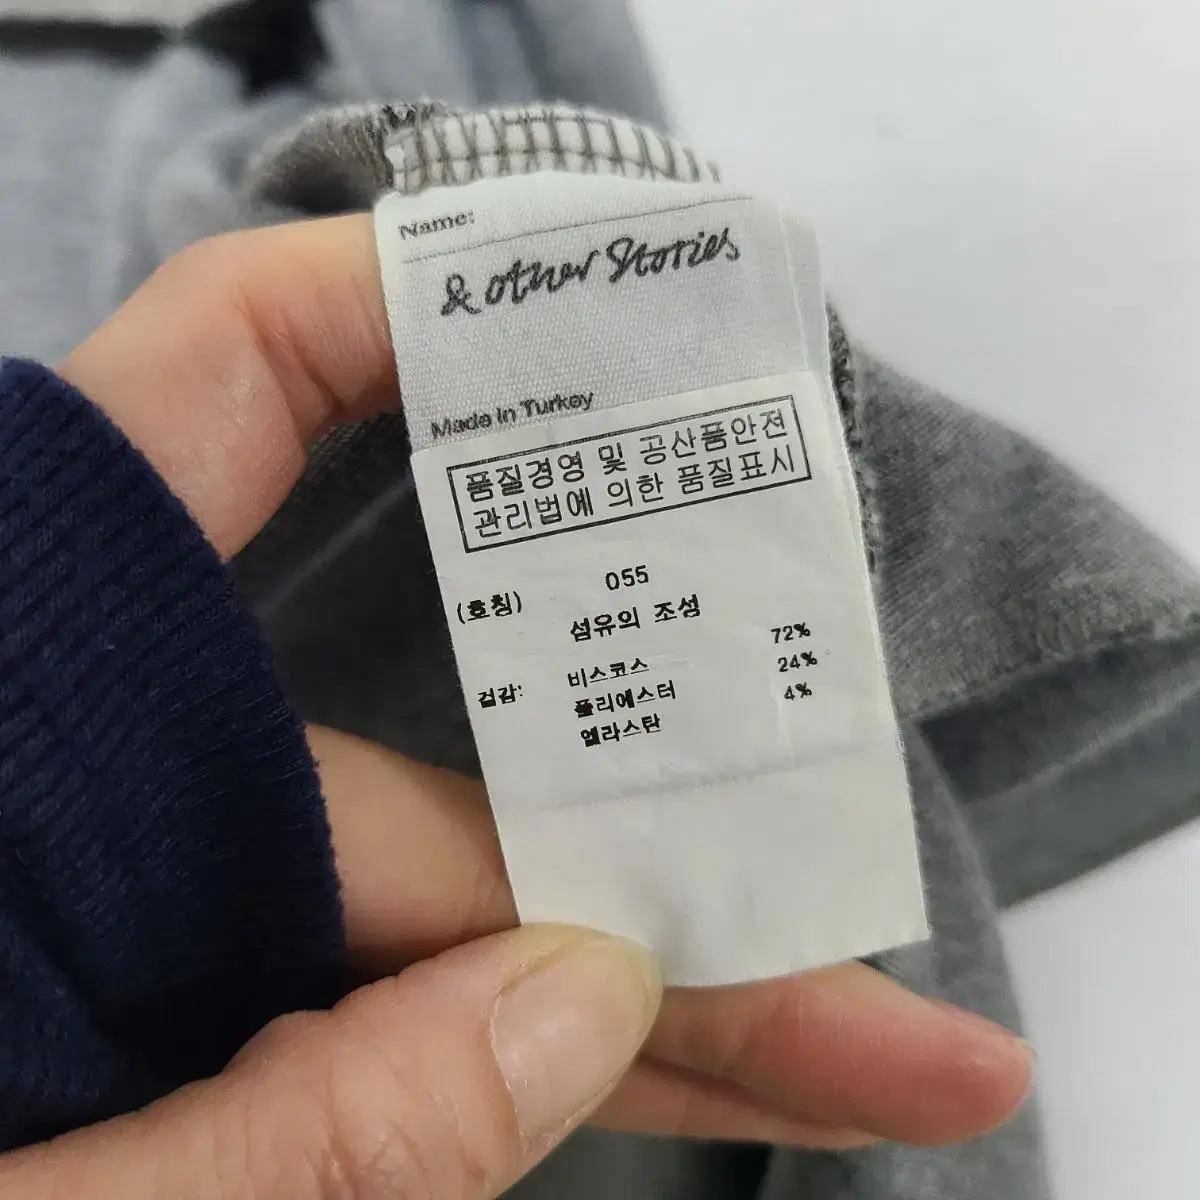 Name:
& other Stories
Made in Turkey
품질경영 및 공산품안전
관리법에 의한 품질표시
(호칭) 055
섬유의 조성
겉감: 비스코스 72%
폴리에스터 24%
엘라스탄 4%